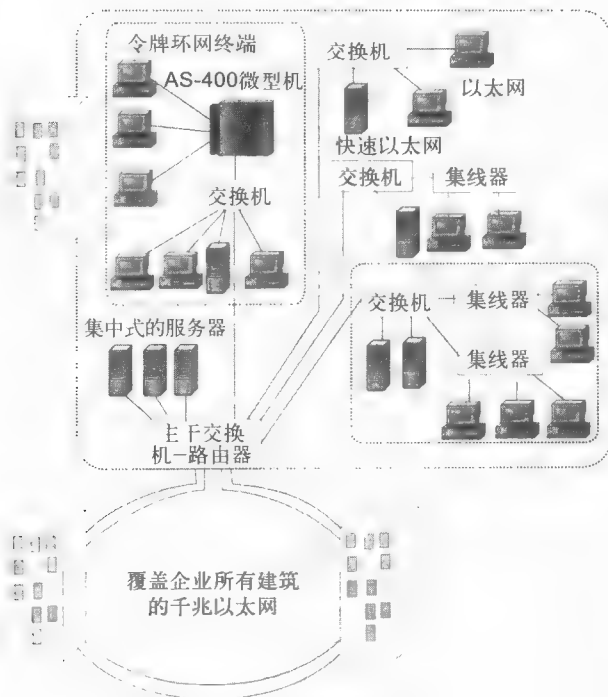 令牌环网终端
AS-400微型机
交换机
交换机
以太网
快速以太网
交换机
集线器
交换机
集线器
集线器
集中式的服务器
主干交换
机-路由器
覆盖企业所有建筑
的千兆以太网